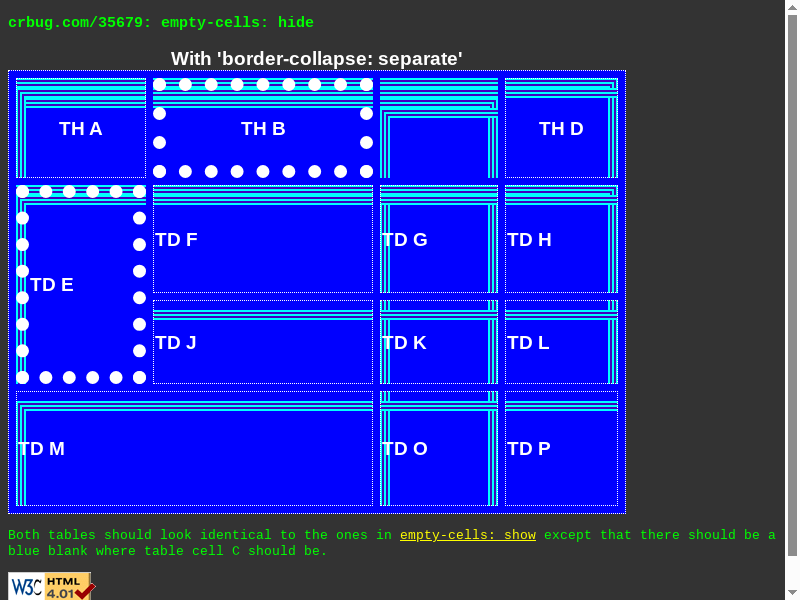 crbug.com/35679: empty-cells: hide
With 'border-collapse: separate'
TH A
TH B
TH D
TD E
TD F
TD G
TD H
TD J
TD K
TD L
TD M
TD O
TD P
Both tables should look identical to the ones in empty-cells: show except that there should be a
blue blank where table cell C should be.
W3C HTML
4.01